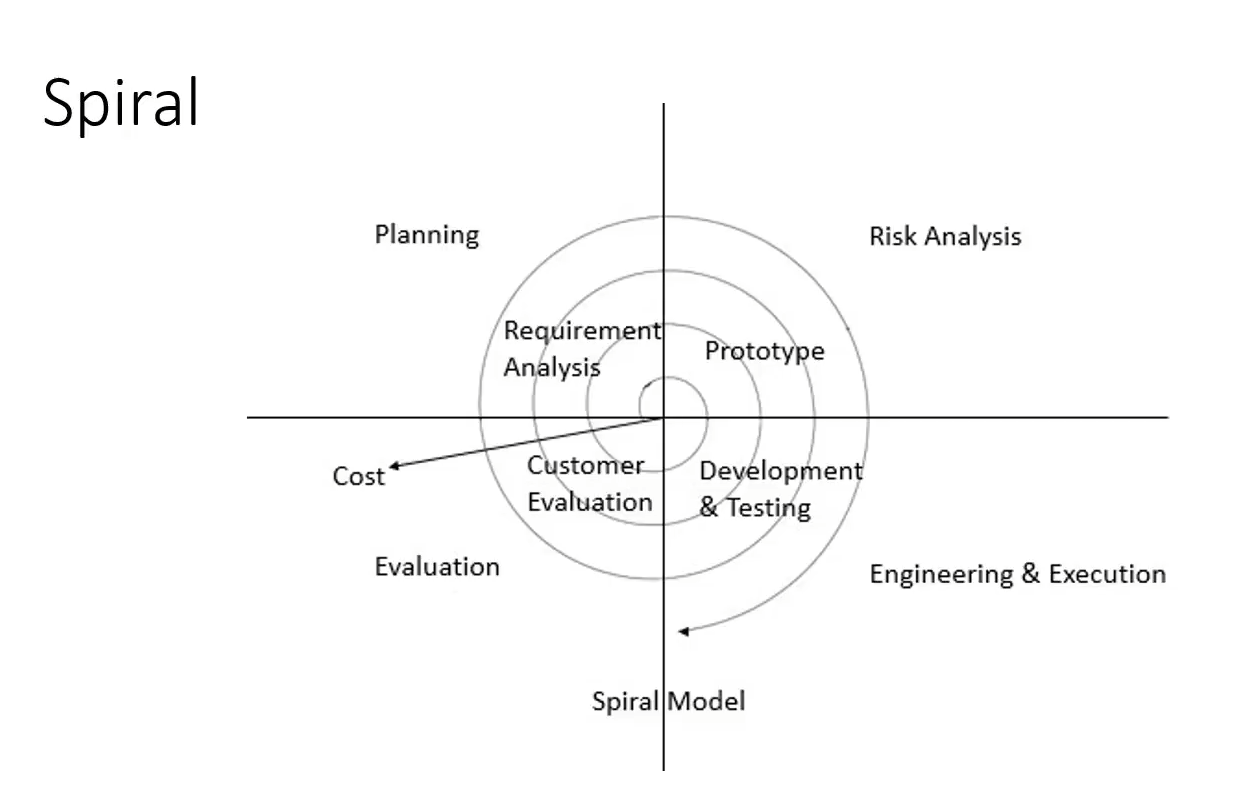 Spiral
Planning
Risk Analysis
Requirement
Analysis
Prototype
Cost
Customer
Evaluation
Development
& Testing
Evaluation
Engineering & Execution
Spiral Model